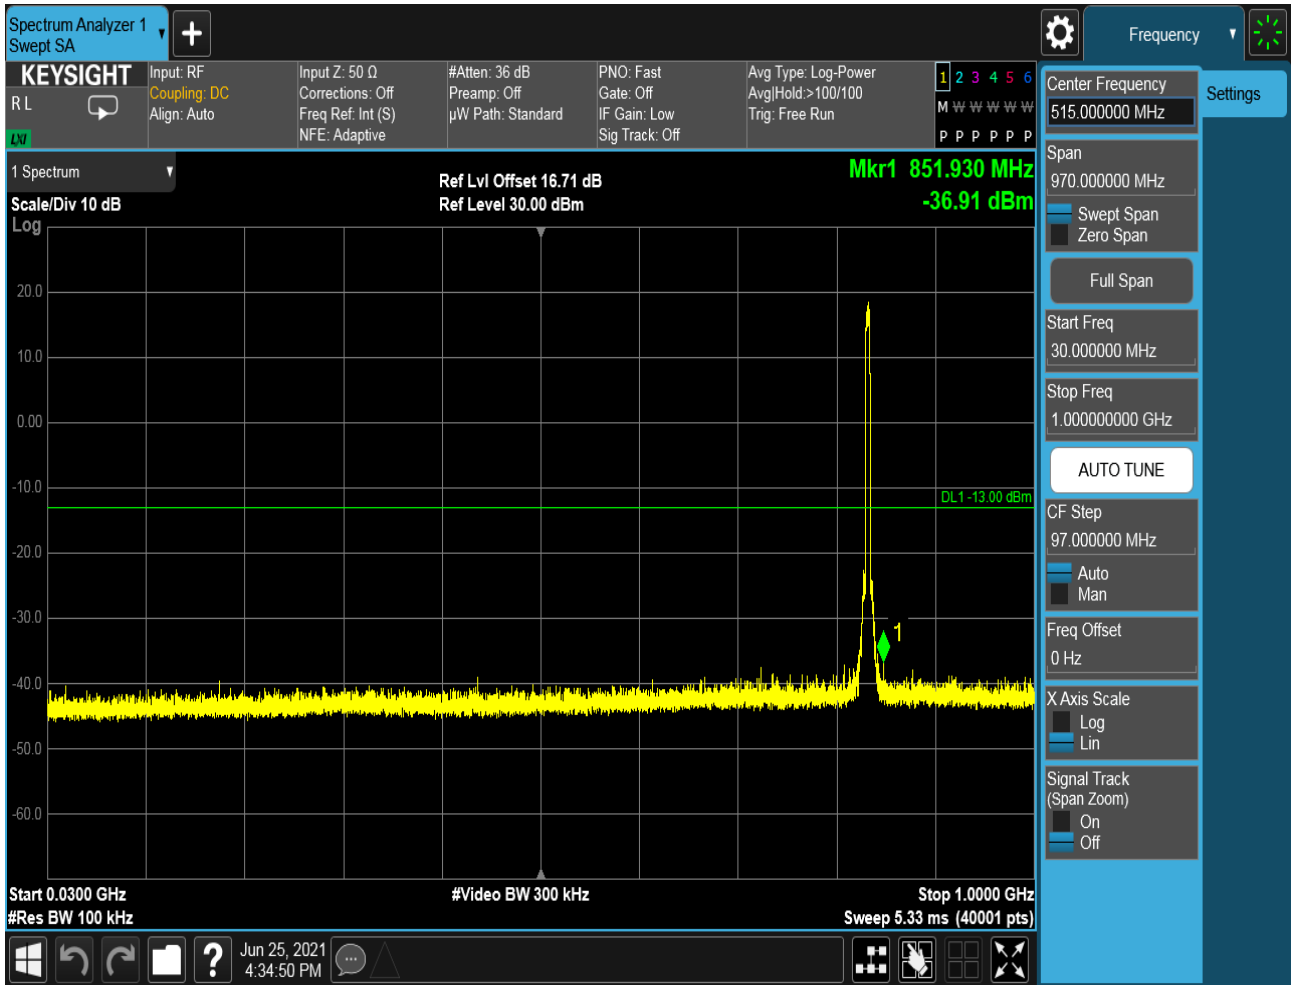 Spectrum Analyzer 1
Swept SA
+
Frequency
KEYSIGHT
R L
LXI
Input: RF
Coupling: DC
Align: Auto
Input Z: 50 Ω
Corrections: Off
Freq Ref: Int (S)
NFE: Adaptive
#Atten: 36 dB
Preamp: Off
µW Path: Standard
PNO: Fast
Gate: Off
IF Gain: Low
Sig Track: Off
Avg Type: Log-Power
Avg|Hold:>100/100
Trig: Free Run
1 2 3 4 5 6
M W W W W W
P P P P P P
1 Spectrum
Scale/Div 10 dB
Log
Ref Lvl Offset 16.71 dB
Ref Level 30.00 dBm
Mkr1 851.930 MHz
-36.91 dBm
20.0
10.0
0.00
-10.0
-20.0
-30.0
-40.0
-50.0
-60.0
DL1 -13.00 dBm
1
Start 0.0300 GHz
#Res BW 100 kHz
#Video BW 300 kHz
Stop 1.0000 GHz
Sweep 5.33 ms (40001 pts)
Center Frequency
515.000000 MHz
Span
970.000000 MHz
Swept Span
Zero Span
Full Span
Start Freq
30.000000 MHz
Stop Freq
1.000000000 GHz
AUTO TUNE
CF Step
97.000000 MHz
Auto
Man
Freq Offset
0 Hz
X Axis Scale
Log
Lin
Signal Track
(Span Zoom)
On
Off
Settings
?
Jun 25, 2021
4:34:50 PM